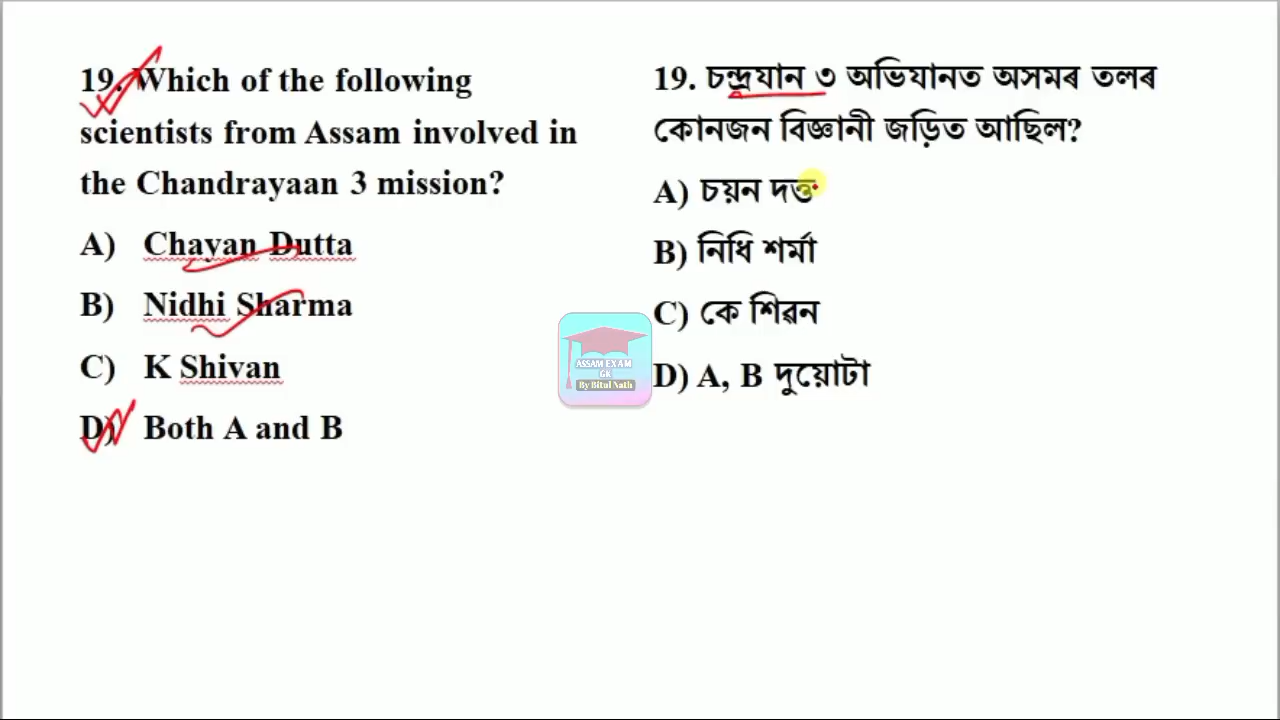 19. Which of the following
scientists from Assam involved in
the Chandrayaan 3 mission?
A) Chayan Dutta
B) Nidhi Sharma
C) K Shivan
D) Both A and B
19. চন্দ্ৰযান ৩ অভিযানত অসমৰ তলৰ
কোনজন বিজ্ঞানী জড়িত আছিল?
A) চয়ন দত্ত
B) নিধি শৰ্মা
C) কে শিৱন
D) A, B দুয়োটা
ASSAM EXAM
GK
By Bitul Nath